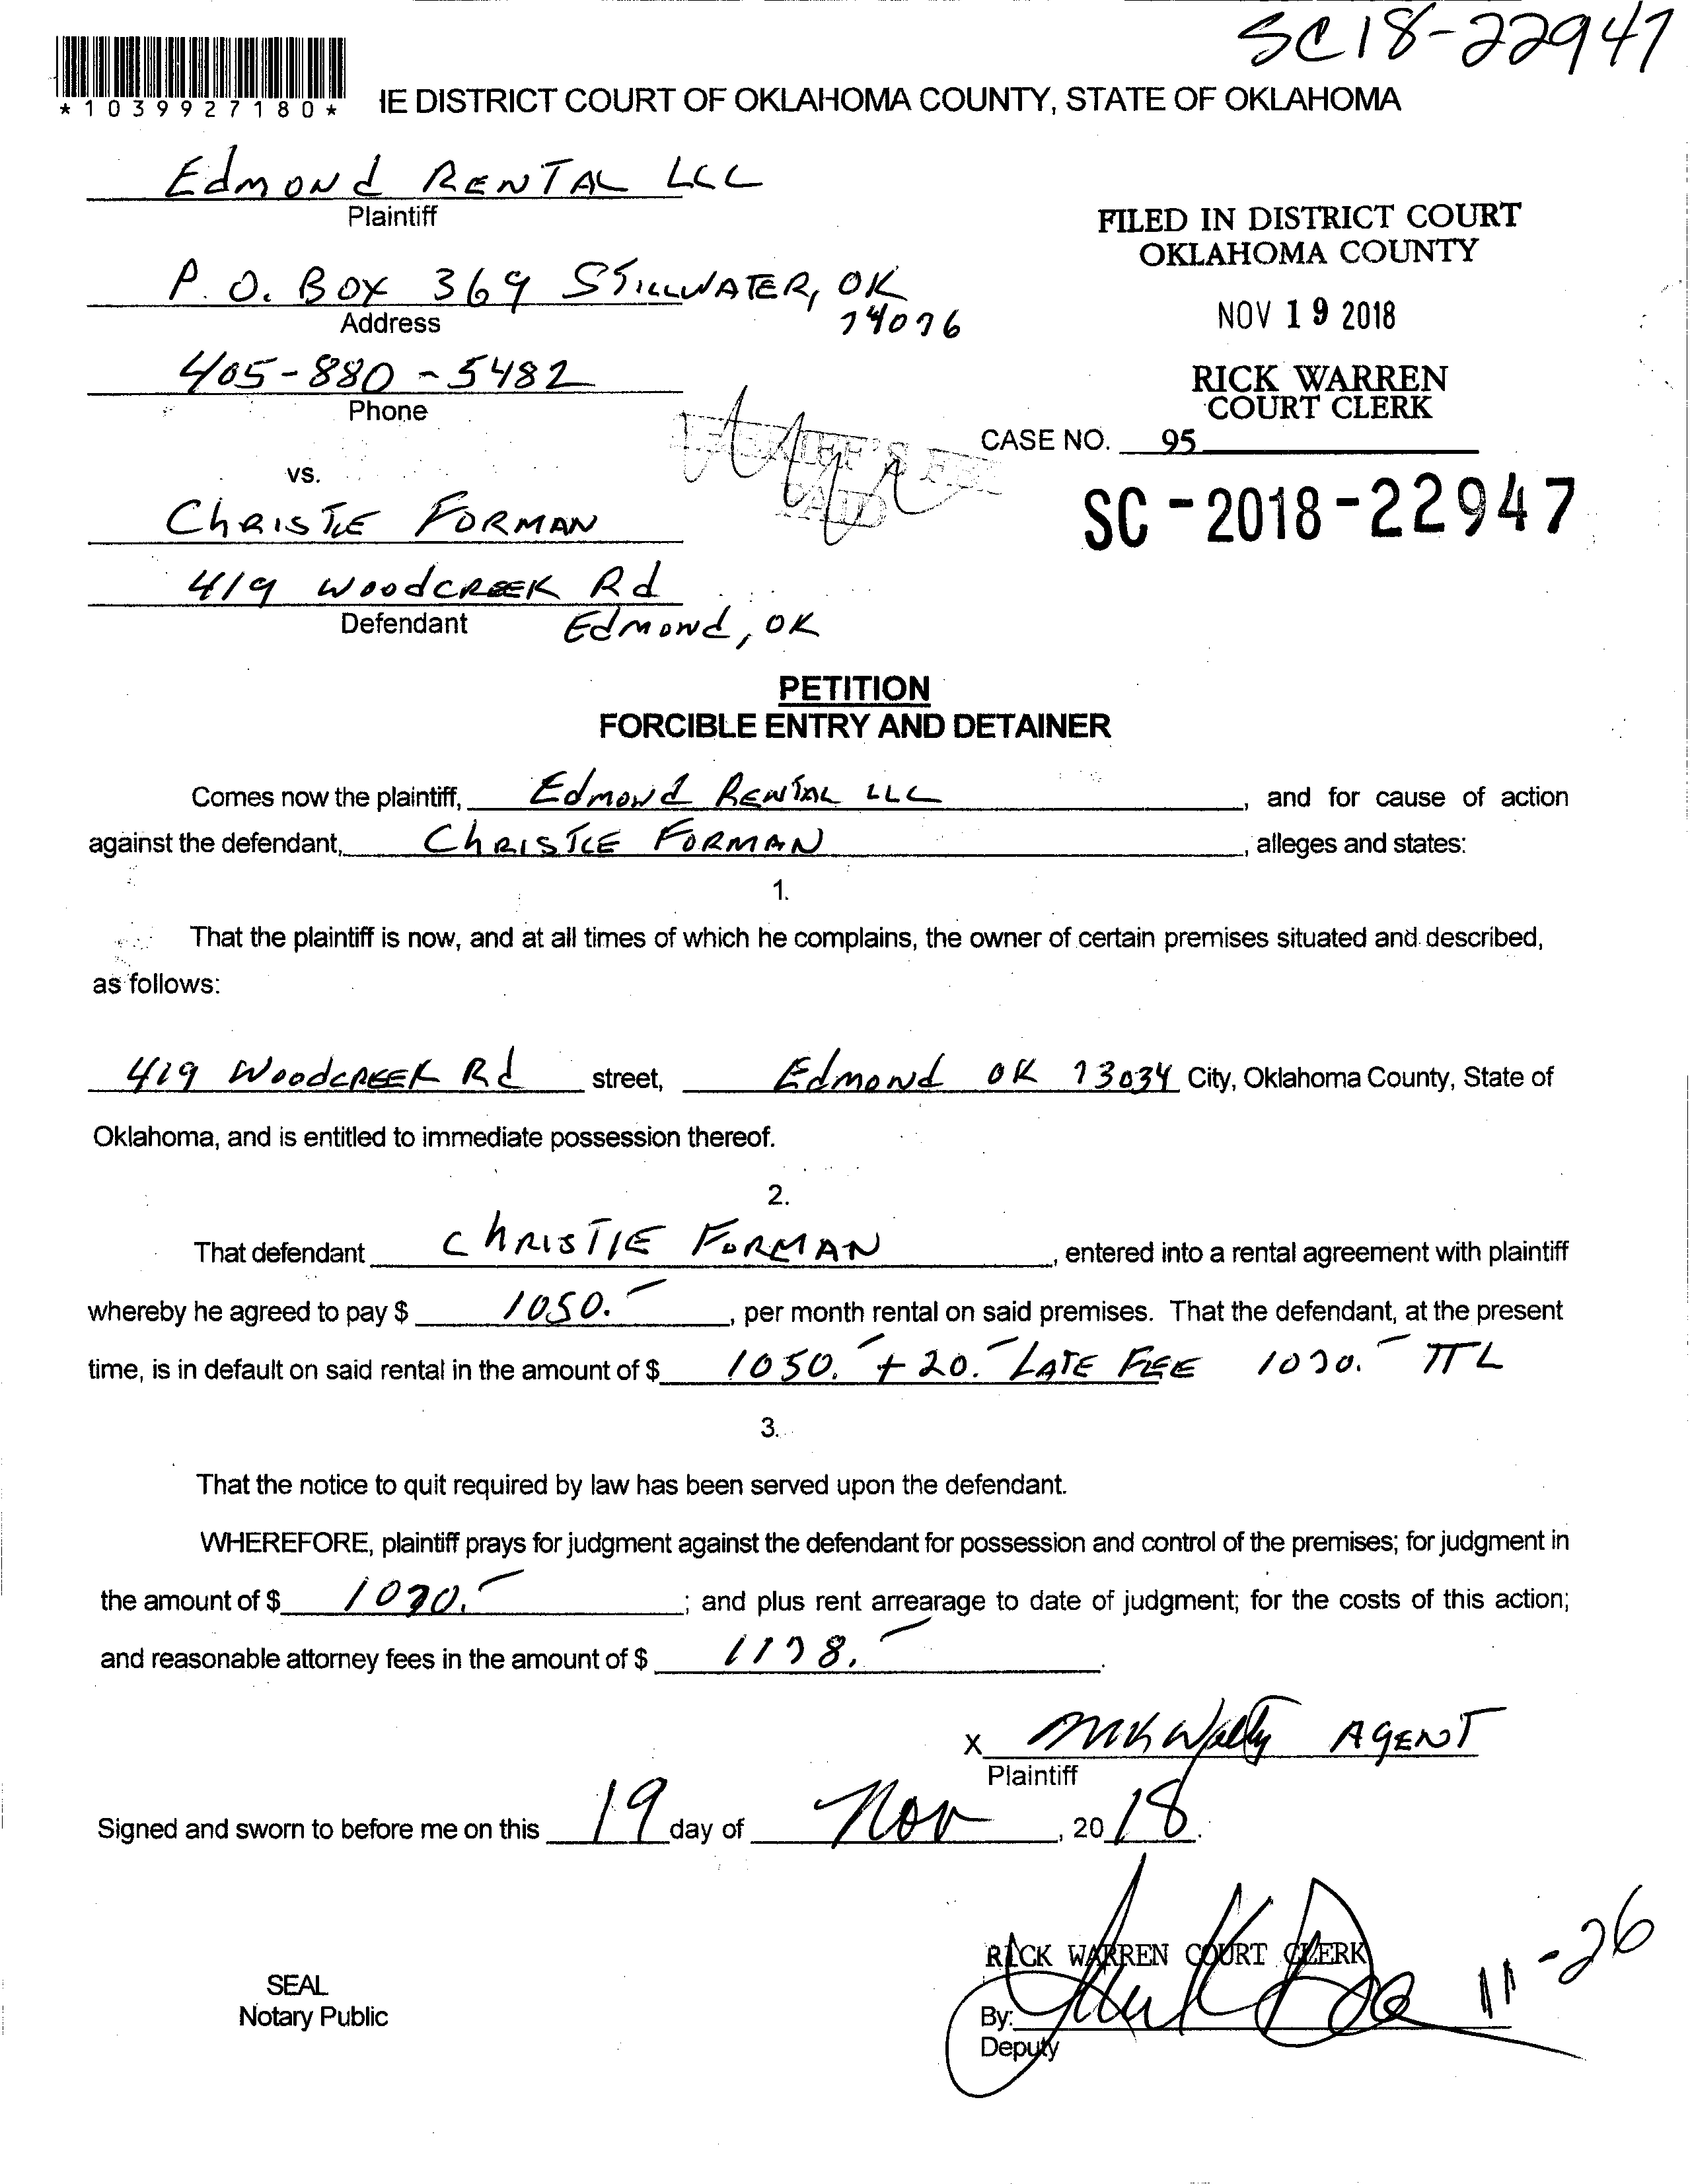 SC18-22947
*1039927180*
IE DISTRICT COURT OF OKLAHOMA COUNTY, STATE OF OKLAHOMA
Edmond Rental LLC
Plaintiff
P.O. Box 369 Stillwater, OK
74076
Address
405-880-5482
Phone
FILED IN DISTRICT COURT
OKLAHOMA COUNTY
NOV 19 2018
RICK WARREN
COURT CLERK
CASE NO. 95
SHERIFF'S FEE
PAID
SC-2018-22947
vs.
Christie Forman
419 Woodcreek Rd
Defendant Edmond, OK
PETITION
FORCIBLE ENTRY AND DETAINER
Comes now the plaintiff, Edmond Rental LLC, and for cause of action
against the defendant, Christie Forman, alleges and states:
1.
That the plaintiff is now, and at all times of which he complains, the owner of certain premises situated and described,
as follows:
419 Woodcreek Rd street, Edmond OK 73034 City, Oklahoma County, State of
Oklahoma, and is entitled to immediate possession thereof.
2.
That defendant Christie Forman, entered into a rental agreement with plaintiff
whereby he agreed to pay $ 1050.-, per month rental on said premises. That the defendant, at the present
time, is in default on said rental in the amount of $ 1050.- + 20.- Late Fee 1070.- TTL
3.
That the notice to quit required by law has been served upon the defendant.
WHEREFORE, plaintiff prays for judgment against the defendant for possession and control of the premises; for judgment in
the amount of $ 1070.-; and plus rent arrearage to date of judgment; for the costs of this action;
and reasonable attorney fees in the amount of $ 1178.-.
X Agent
Plaintiff
Signed and sworn to before me on this 19 day of Nov, 2018.
RICK WARREN COURT CLERK
11-26
SEAL
Notary Public
By:
Deputy